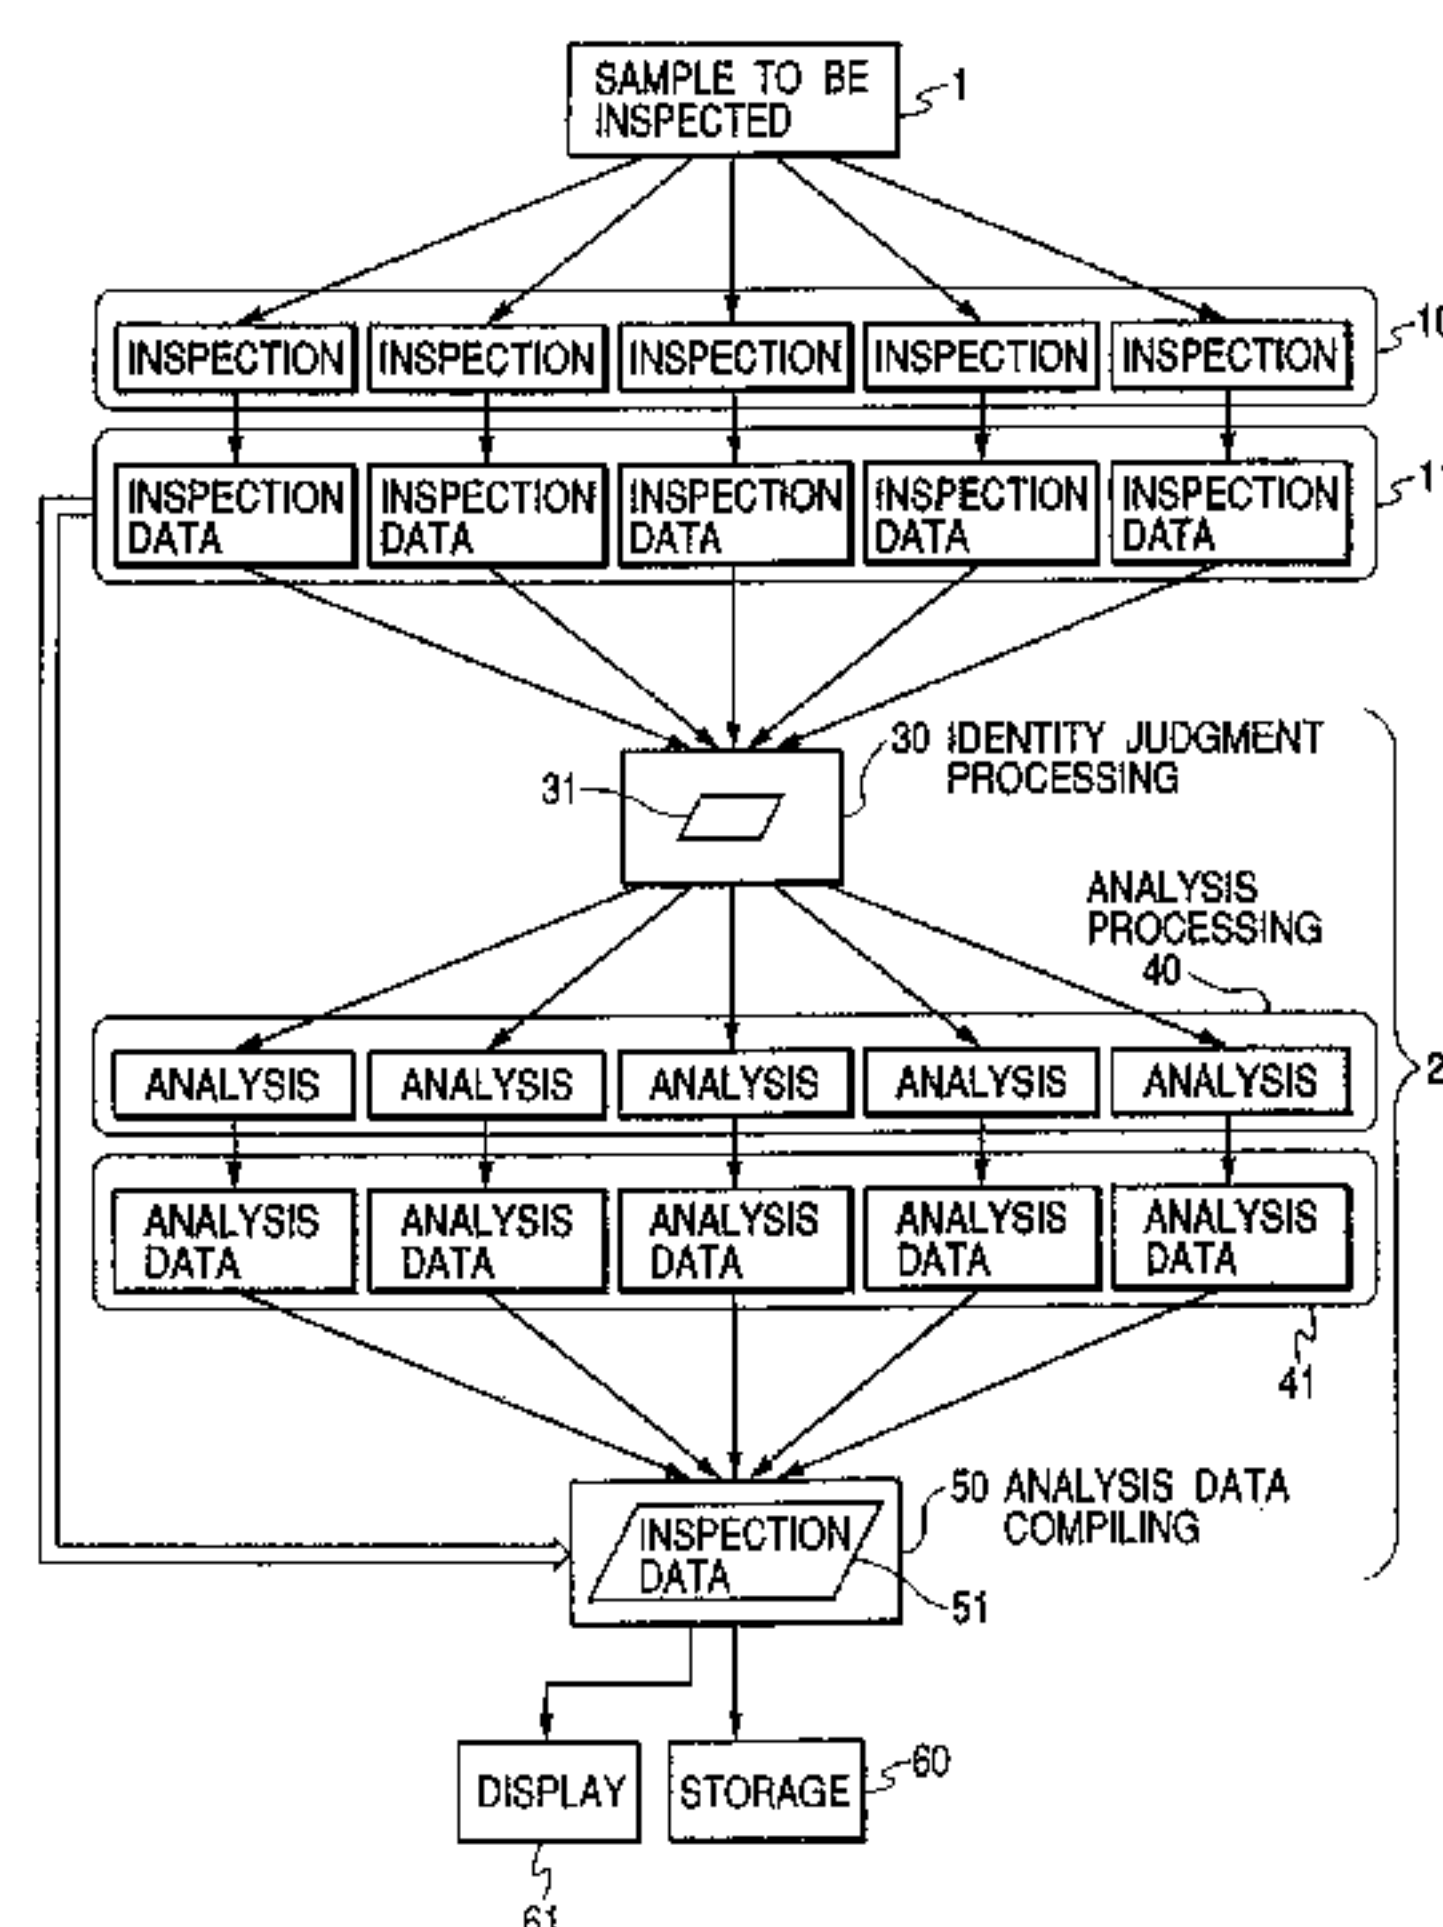 SAMPLE TO BE
INSPECTED
1
INSPECTION INSPECTION INSPECTION INSPECTION INSPECTION
10
INSPECTION INSPECTION INSPECTION INSPECTION INSPECTION
DATA DATA DATA DATA DATA
11
30 IDENTITY JUDGMENT
PROCESSING
31
ANALYSIS
PROCESSING
40
ANALYSIS ANALYSIS ANALYSIS ANALYSIS ANALYSIS
ANALYSIS ANALYSIS ANALYSIS ANALYSIS ANALYSIS
DATA DATA DATA DATA DATA
41
50 ANALYSIS DATA
COMPILING
INSPECTION
DATA
51
DISPLAY
STORAGE
60
61